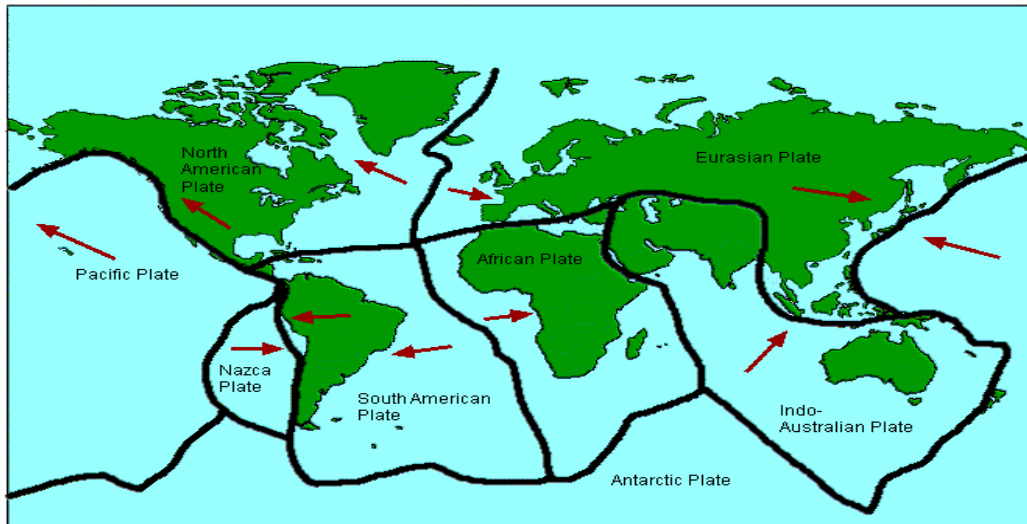 North
American
Plate
Eurasian Plate
Pacific Plate
African Plate
Nazca
Plate
South American
Plate
Indo-
Australian Plate
Antarctic Plate